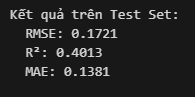 Kết quả trên Test Set:
RMSE: 0.1721
R²: 0.4013
MAE: 0.1381